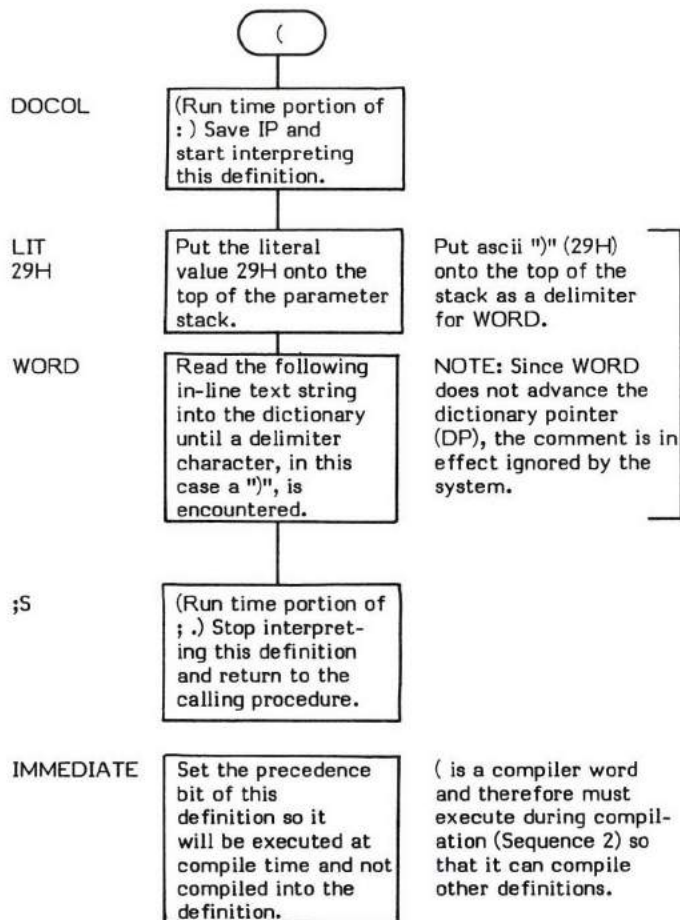 (
DOCOL
(Run time portion of
: ) Save IP and
start interpreting
this definition.
LIT
29H
Put the literal
value 29H onto the
top of the parameter
stack.
Put ascii ")" (29H)
onto the top of the
stack as a delimiter
for WORD.
WORD
Read the following
in-line text string
into the dictionary
until a delimiter
character, in this
case a ")", is
encountered.
NOTE: Since WORD
does not advance the
dictionary pointer
(DP), the comment is in
effect ignored by the
system.
;S
(Run time portion of
; .) Stop interpret-
ing this definition
and return to the
calling procedure.
IMMEDIATE
Set the precedence
bit of this
definition so it
will be executed at
compile time and not
compiled into the
definition.
( is a compiler word
and therefore must
execute during compil-
ation (Sequence 2) so
that it can compile
other definitions.